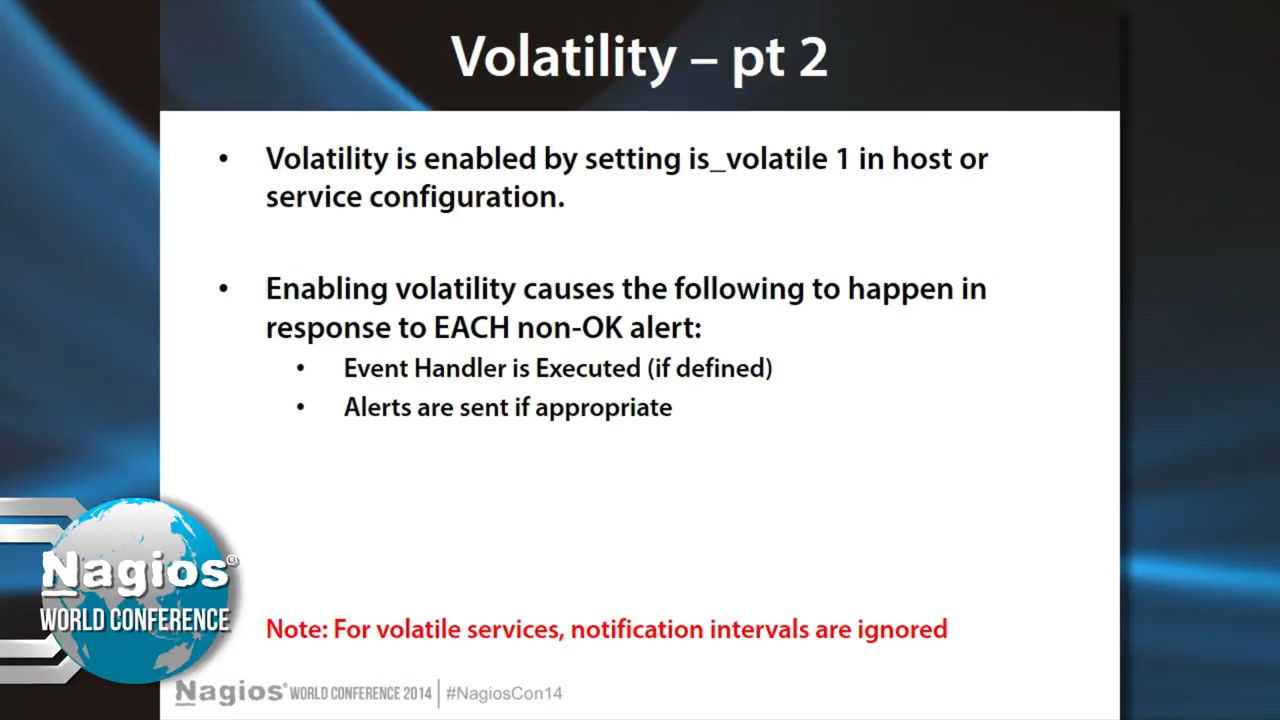 Volatility – pt 2
• Volatility is enabled by setting is_volatile 1 in host or
service configuration.
• Enabling volatility causes the following to happen in
response to EACH non-OK alert:
• Event Handler is Executed (if defined)
• Alerts are sent if appropriate
Nagios®
WORLD CONFERENCE
Note: For volatile services, notification intervals are ignored
Nagios® WORLD CONFERENCE 2014 | #NagiosCon14